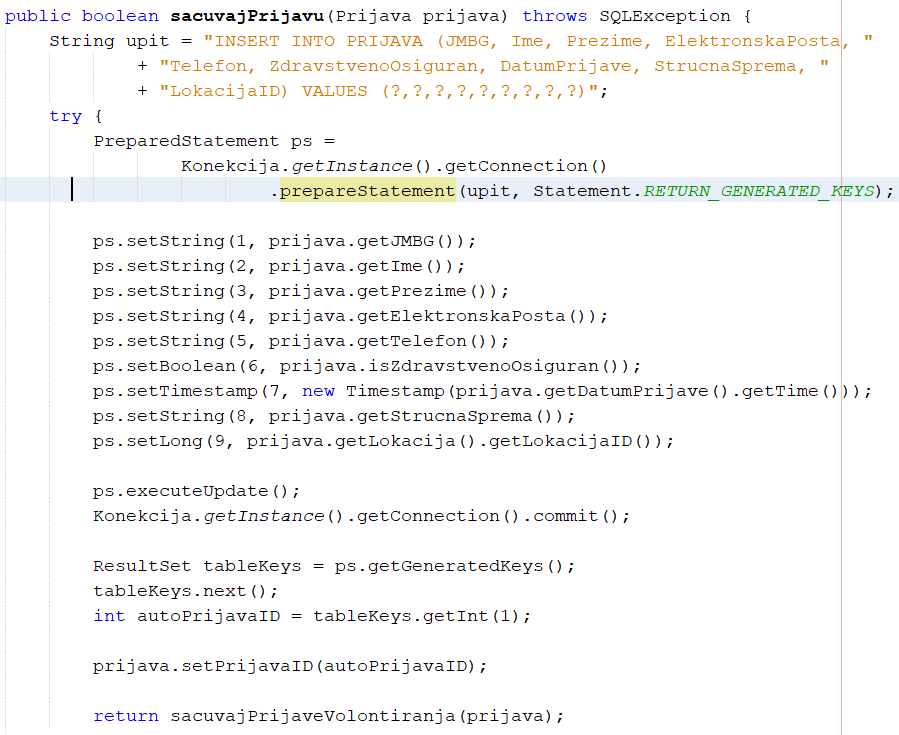 public boolean sacuvajPrijavu(Prijava prijava) throws SQLException {
String upit = "INSERT INTO PRIJAVA (JMBG, Ime, Prezime, ElektronskaPosta, "
+ "Telefon, ZdravstvenoOsiguran, DatumPrijave, StrucnaSprema, "
+ "LokacijaID) VALUES (?,?,?,?,?,?,?,?,?)";
try {
PreparedStatement ps =
Konekcija.getInstance().getConnection()
.prepareStatement(upit, Statement.RETURN_GENERATED_KEYS);
ps.setString(1, prijava.getJMBG());
ps.setString(2, prijava.getIme());
ps.setString(3, prijava.getPrezime());
ps.setString(4, prijava.getElektronskaPosta());
ps.setString(5, prijava.getTelefon());
ps.setBoolean(6, prijava.isZdravstvenoOsiguran());
ps.setTimestamp(7, new Timestamp(prijava.getDatumPrijave().getTime()));
ps.setString(8, prijava.getStrucnaSprema());
ps.setLong(9, prijava.getLokacija().getLokacijaID());
ps.executeUpdate();
Konekcija.getInstance().getConnection().commit();
ResultSet tableKeys = ps.getGeneratedKeys();
tableKeys.next();
int autoPrijavaID = tableKeys.getInt(1);
prijava.setPrijavaID(autoPrijavaID);
return sacuvajPrijaveVolontiranja(prijava);